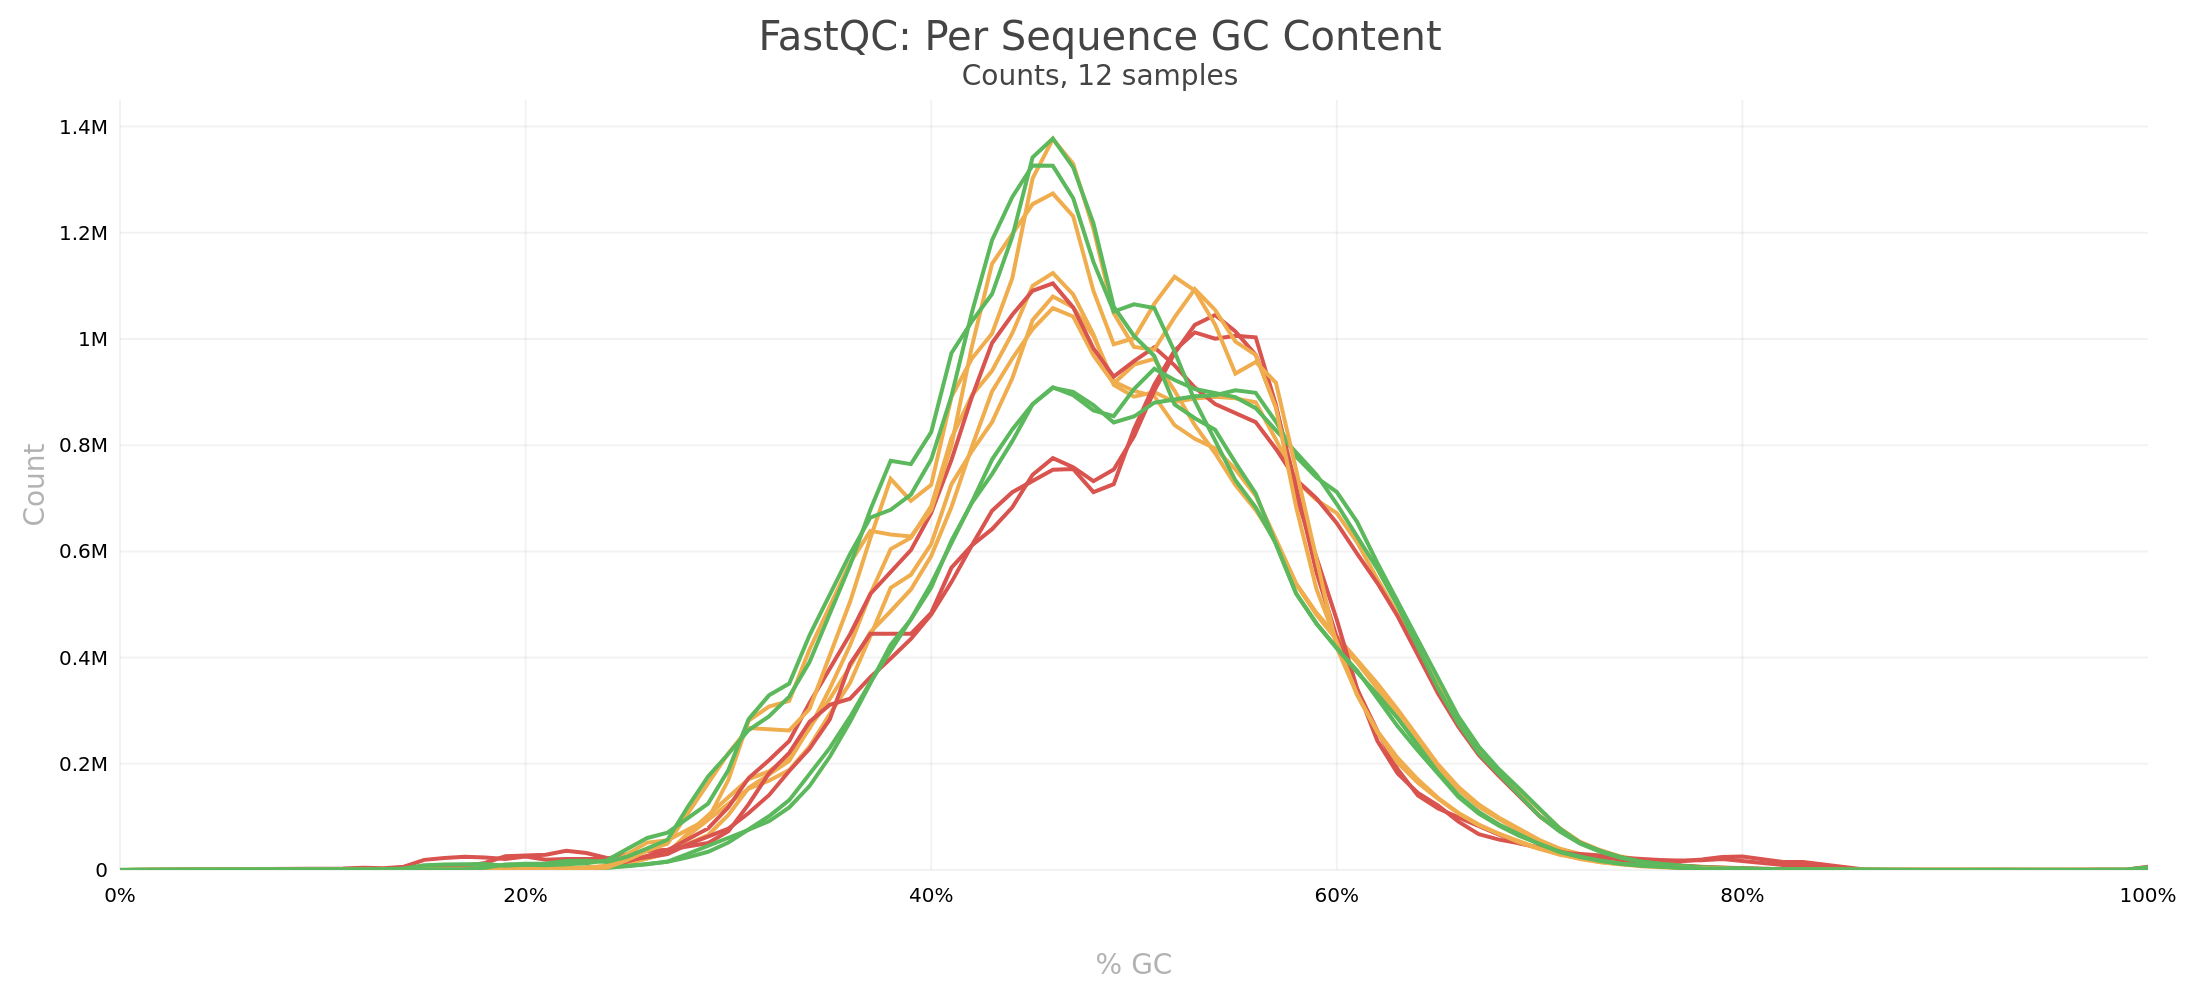 FastQC: Per Sequence GC Content
Counts, 12 samples
1.4M
1.2M
1M
0.8M
0.6M
0.4M
0.2M
0
Count
0%
20%
40%
60%
80%
100%
% GC